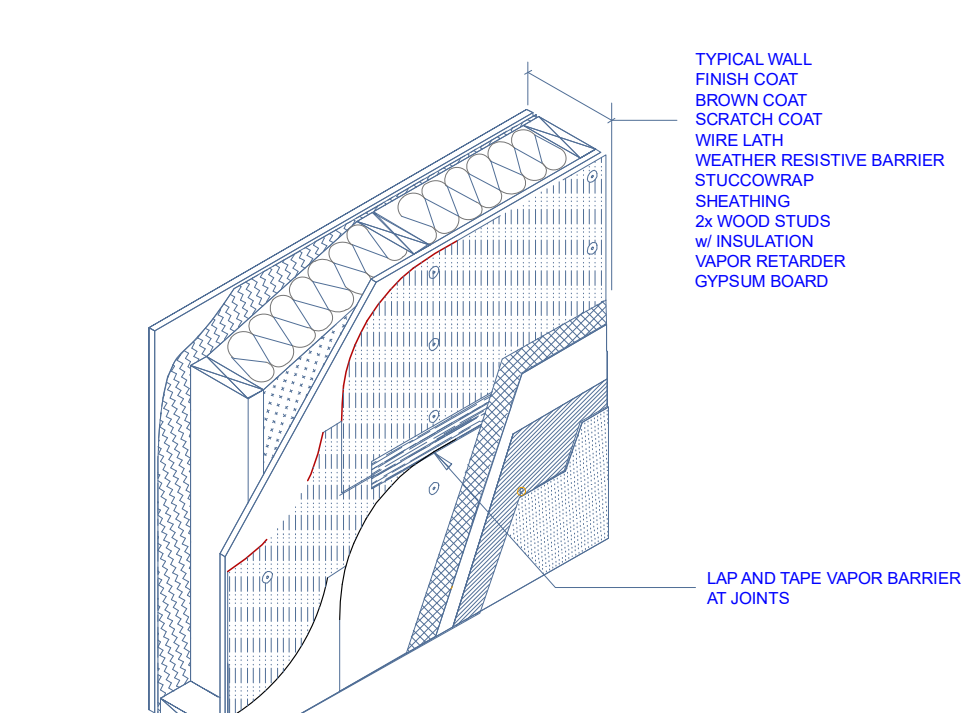 TYPICAL WALL
FINISH COAT
BROWN COAT
SCRATCH COAT
WIRE LATH
WEATHER RESISTIVE BARRIER
STUCCOWRAP
SHEATHING
2x WOOD STUDS
w/ INSULATION
VAPOR RETARDER
GYPSUM BOARD
LAP AND TAPE VAPOR BARRIER
AT JOINTS